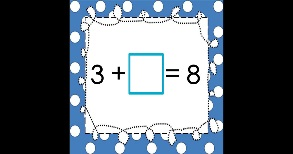 3 + □ = 8